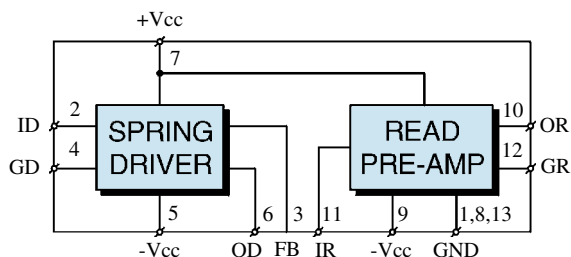 +Vcc
7
2
ID
4
GD
SPRING
DRIVER
READ
PRE-AMP
10
OR
12
GR
5
6
3
11
9
1,8,13
-Vcc
OD
FB
IR
-Vcc
GND